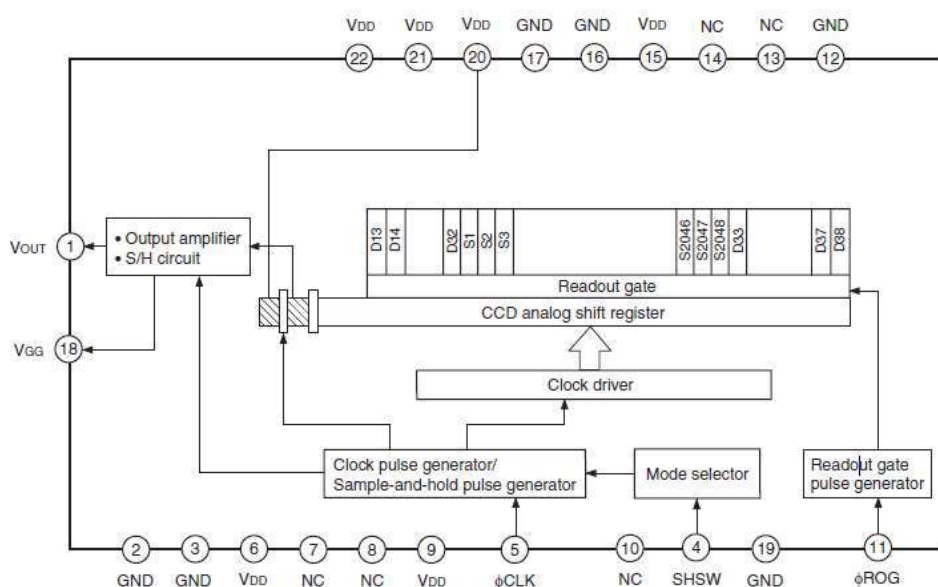 VDD VDD VDD GND GND VDD NC NC GND
22 21 20 17 16 15 14 13 12
D13 D14 D32 S1 S2 S3 S2046 S2047 S2048 D33 D37 D38
VOUT 1
• Output amplifier
• S/H circuit
Readout gate
CCD analog shift register
VGG 18
Clock driver
Clock pulse generator/
Sample-and-hold pulse generator
Mode selector
Readout gate
pulse generator
2 3 6 7 8 9 5 10 4 19 11
GND GND VDD NC NC VDD ϕCLK NC SHSW GND ϕROG